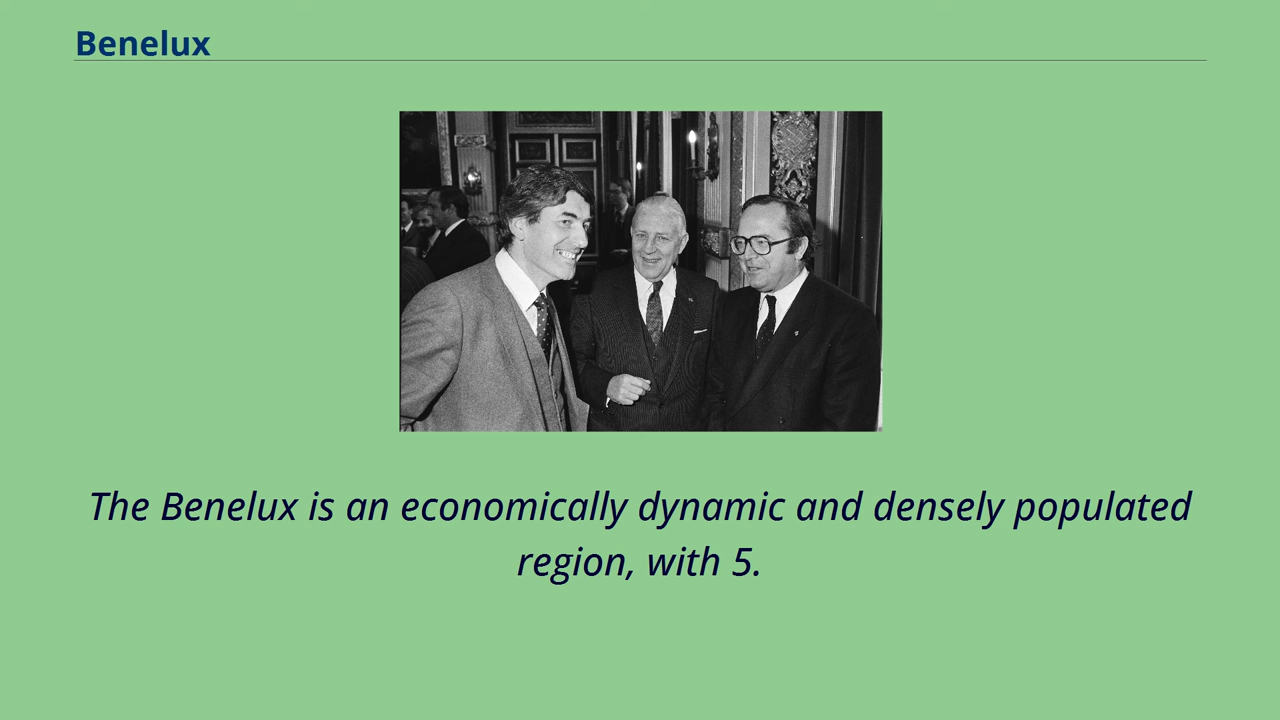 Benelux
The Benelux is an economically dynamic and densely populated
region, with 5.